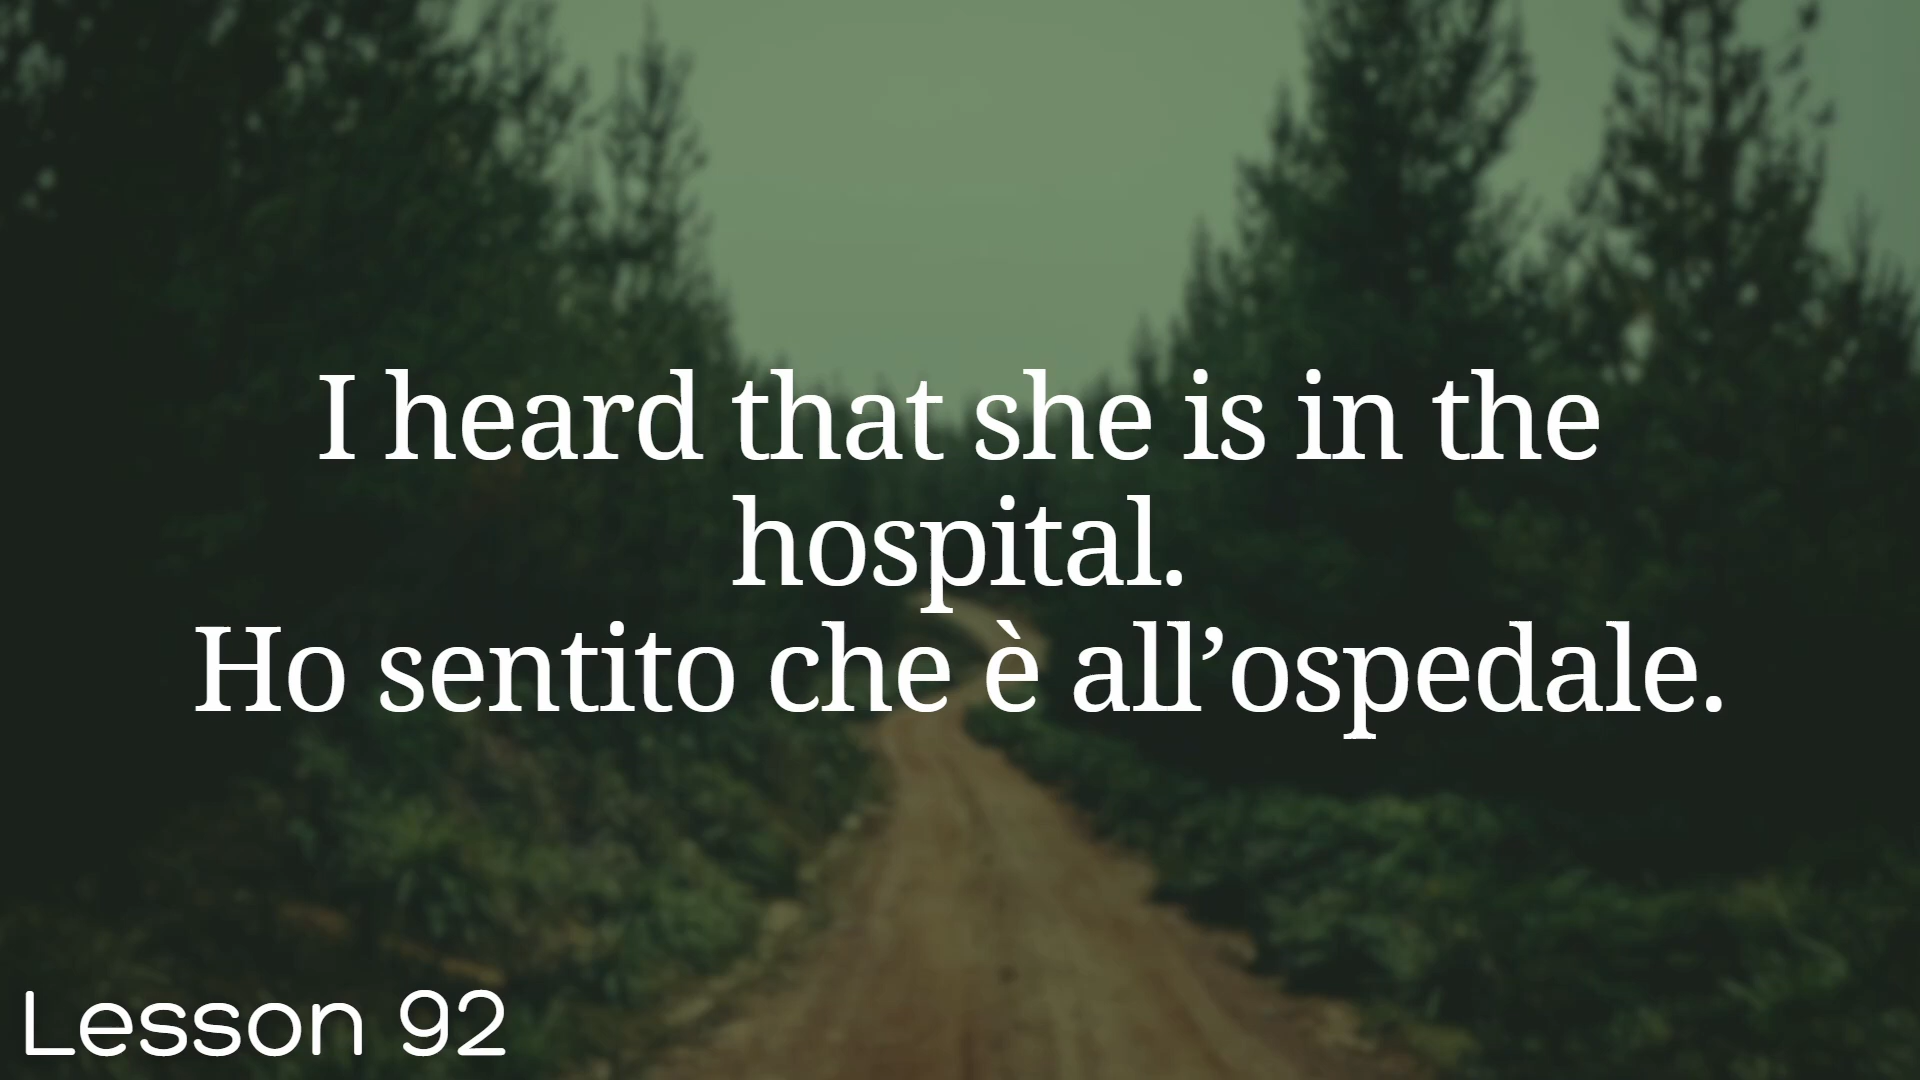 I heard that she is in the
hospital.
Ho sentito che è all’ospedale.
Lesson 92